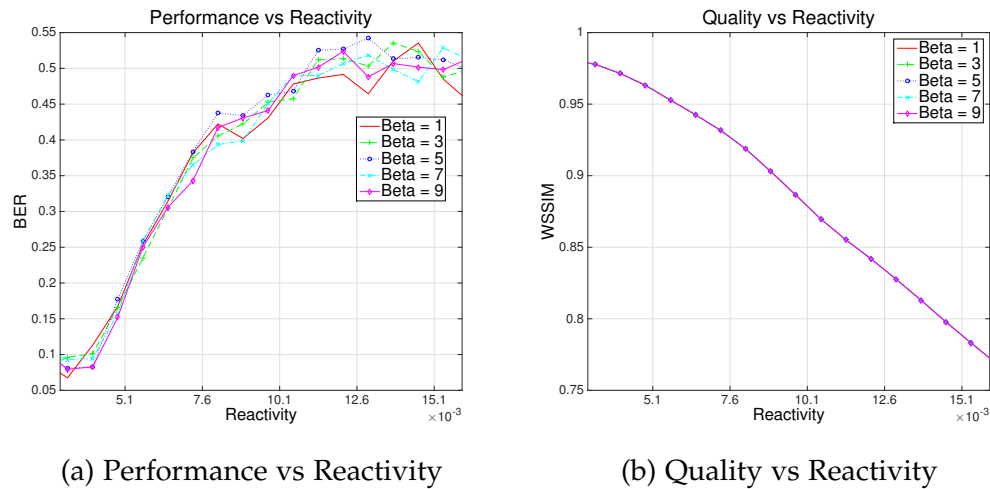 Performance vs Reactivity
0.55
0.5
0.45
0.4
0.35
0.3
0.25
0.2
0.15
0.1
0.05
BER
Beta = 1
Beta = 3
Beta = 5
Beta = 7
Beta = 9
5.1 7.6 10.1 12.6 15.1
Reactivity
× 10⁻³
(a) Performance vs Reactivity
Quality vs Reactivity
1
0.95
0.9
0.85
0.8
0.75
WSSIM
Beta = 1
Beta = 3
Beta = 5
Beta = 7
Beta = 9
5.1 7.6 10.1 12.6 15.1
Reactivity
× 10⁻³
(b) Quality vs Reactivity